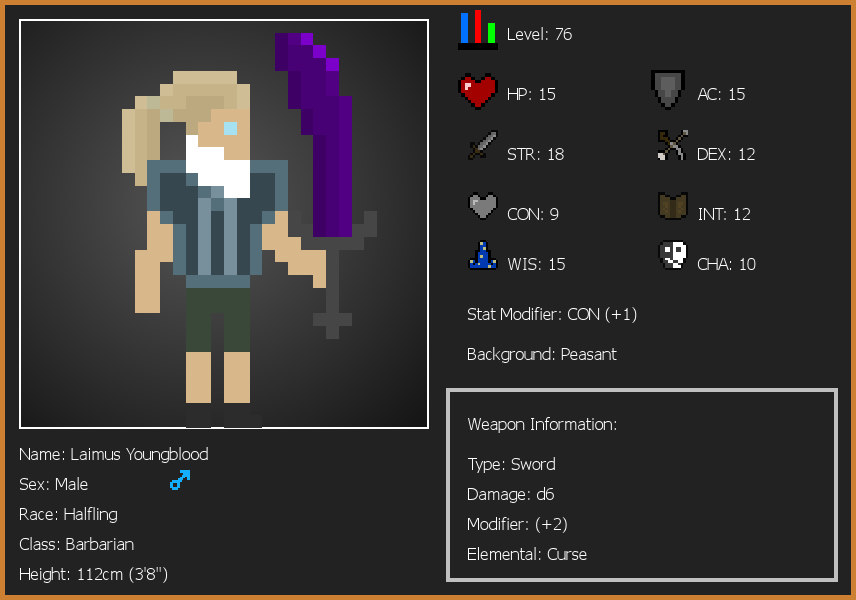 Level: 76
HP: 15
AC: 15
STR: 18
DEX: 12
CON: 9
INT: 12
WIS: 15
CHA: 10
Stat Modifier: CON (+1)
Background: Peasant
Weapon Information:
Type: Sword
Damage: d6
Modifier: (+2)
Elemental: Curse
Name: Laimus Youngblood
Sex: Male
Race: Halfling
Class: Barbarian
Height: 112cm (3'8")